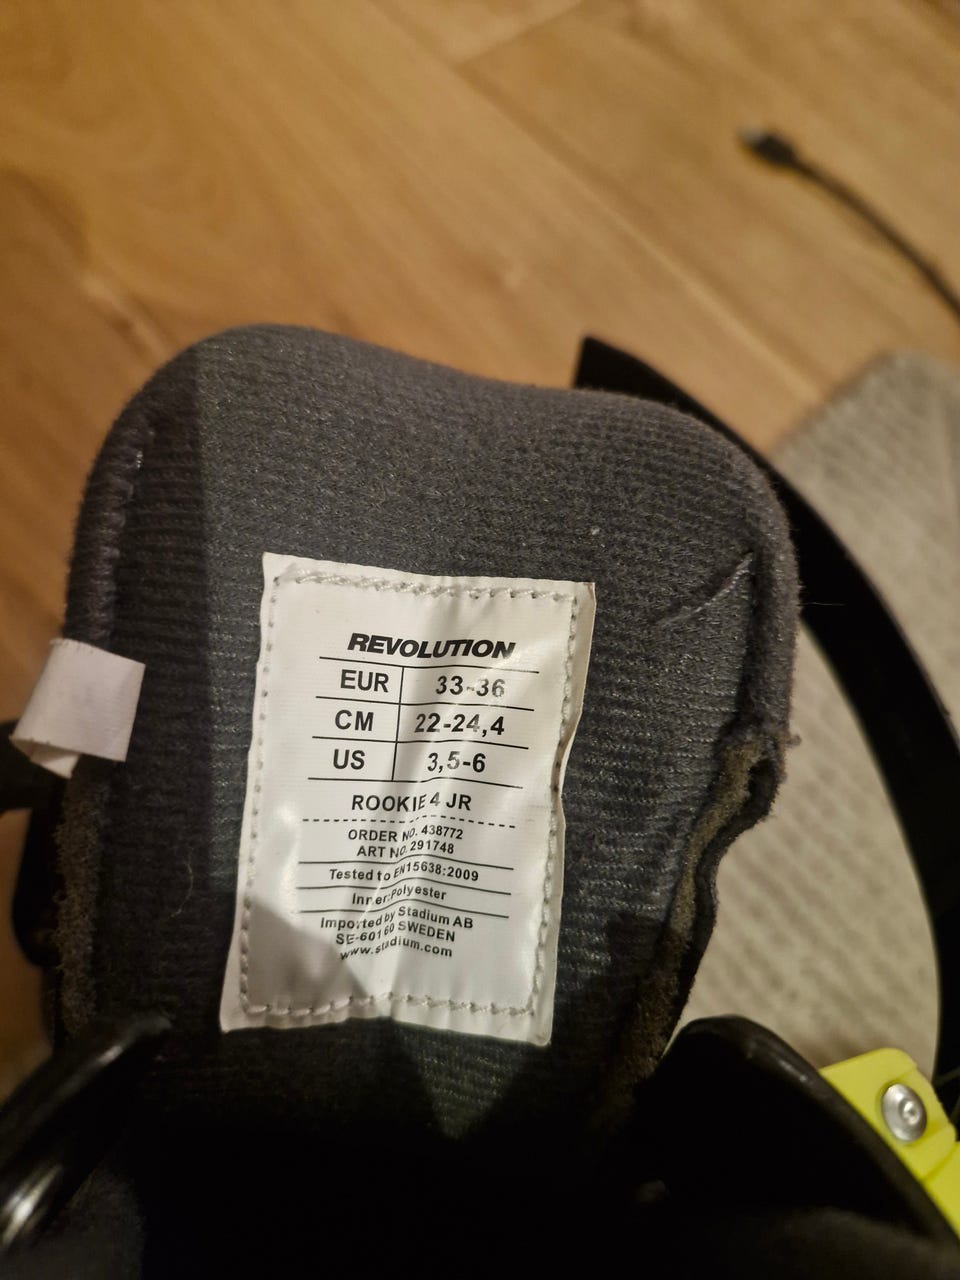 REVOLUTION
EUR 33-36
CM 22-24,4
US 3,5-6
ROOKIE 4 JR
ORDER NO. 438772
ART NO. 291748
Tested to EN15638:2009
Inner:Polyester
Imported by Stadium AB
SE-60160 SWEDEN
www.stadium.com